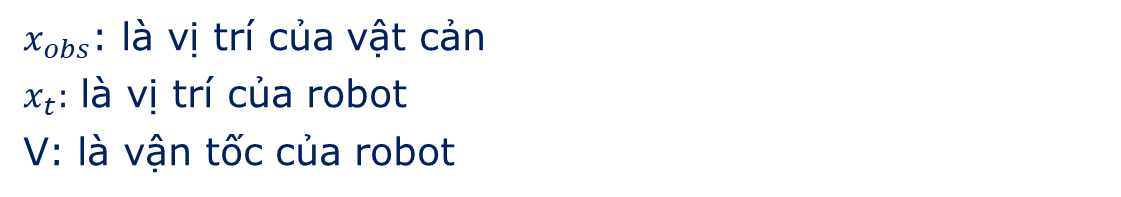 x_obs: là vị trí của vật cản
x_t: là vị trí của robot
V: là vận tốc của robot